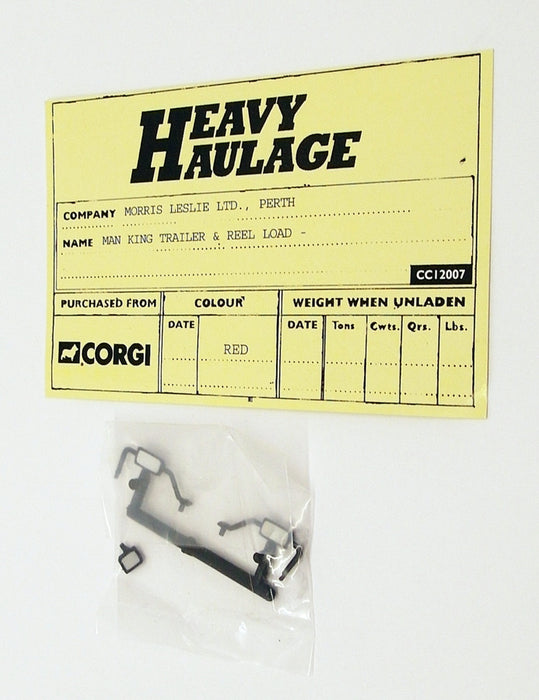 HEAVY
HAULAGE
COMPANY MORRIS LESLIE LTD., PERTH
NAME MAN KING TRAILER & REEL LOAD -
CC12007
PURCHASED FROM COLOUR WEIGHT WHEN UNLADEN
DATE DATE Tons Cwts. Qrs. Lbs.
CORGI RED